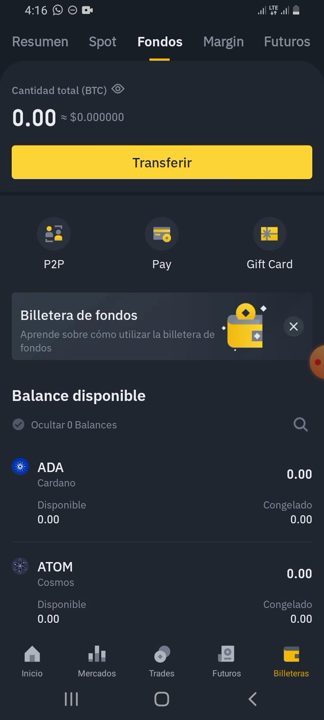 4:16
LTE
Resumen Spot Fondos Margin Futuros
Cantidad total (BTC)
0.00 ≈ $0.000000
Transferir
P2P Pay Gift Card
Billetera de fondos
Aprende sobre cómo utilizar la billetera de
fondos
Balance disponible
Ocultar 0 Balances
ADA 0.00
Cardano
Disponible Congelado
0.00 0.00
ATOM 0.00
Cosmos
Disponible Congelado
0.00 0.00
Inicio Mercados Trades Futuros Billeteras